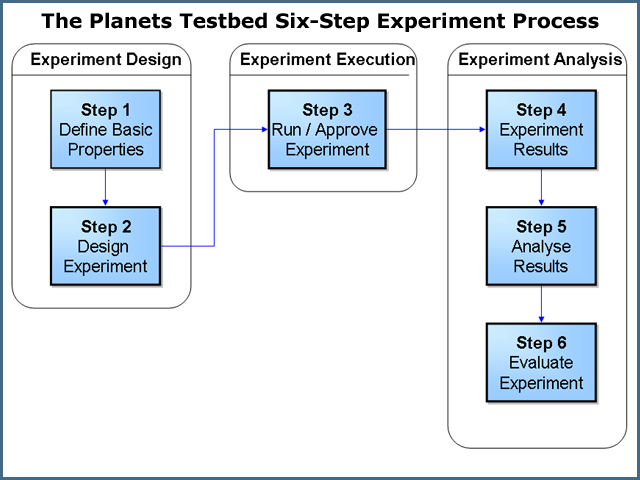 The Planets Testbed Six-Step Experiment Process
Experiment Design
Step 1
Define Basic
Properties
Step 2
Design
Experiment
Experiment Execution
Step 3
Run / Approve
Experiment
Experiment Analysis
Step 4
Experiment
Results
Step 5
Analyse
Results
Step 6
Evaluate
Experiment